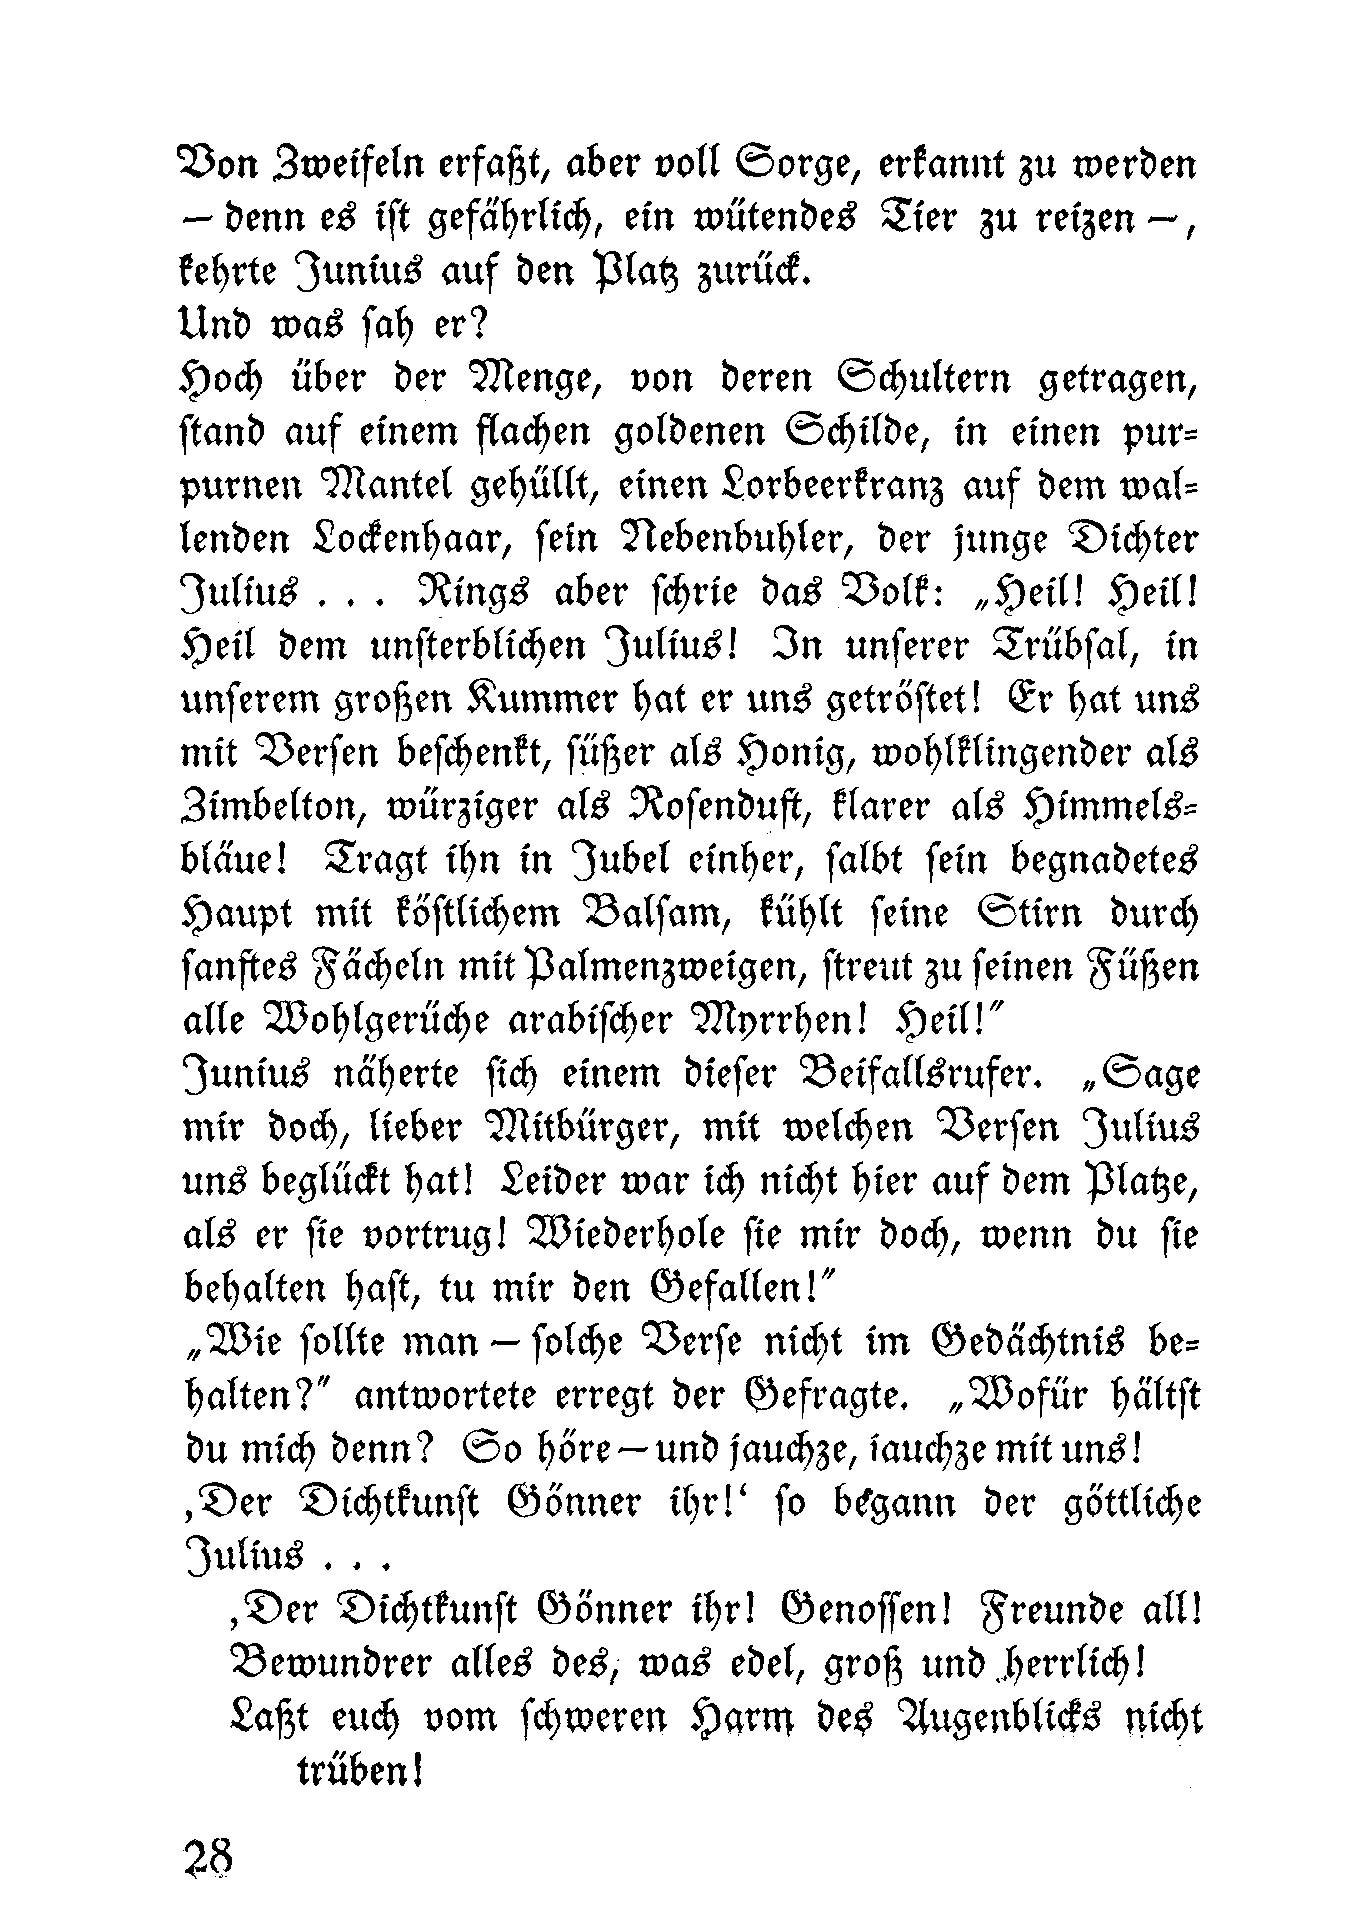 Von Zweifeln erfaßt, aber voll Sorge, erkannt zu werden
— denn es ist gefährlich, ein wütendes Tier zu reizen —,
kehrte Junius auf den Platz zurück.
Und was sah er?
Hoch über der Menge, von deren Schultern getragen,
stand auf einem flachen goldenen Schilde, in einen pur-
purnen Mantel gehüllt, einen Lorbeerkranz auf dem wal-
lenden Lockenhaar, sein Nebenbuhler, der junge Dichter
Julius . . . Rings aber schrie das Volk: „Heil! Heil!
Heil dem unsterblichen Julius! In unserer Trübsal, in
unserem großen Kummer hat er uns getröstet! Er hat uns
mit Versen beschenkt, süßer als Honig, wohlklingender als
Zimbelton, würziger als Rosenduft, klarer als Himmels-
bläue! Tragt ihn in Jubel einher, salbt sein begnadetes
Haupt mit köstlichem Balsam, kühlt seine Stirn durch
sanftes Fächeln mit Palmenzweigen, streut zu seinen Füßen
alle Wohlgerüche arabischer Myrrhen! Heil!“
Junius näherte sich einem dieser Beifallsrufer. „Sage
mir doch, lieber Mitbürger, mit welchen Versen Julius
uns beglückt hat! Leider war ich nicht hier auf dem Platze,
als er sie vortrug! Wiederhole sie mir doch, wenn du sie
behalten hast, tu mir den Gefallen!“
„Wie sollte man — solche Verse nicht im Gedächtnis be-
halten?“ antwortete erregt der Gefragte. „Wofür hältst
du mich denn? So höre — und jauchze, jauchze mit uns!
‚Der Dichtkunst Gönner ihr!‘ so begann der göttliche
Julius . . .
‚Der Dichtkunst Gönner ihr! Genossen! Freunde all!
Bewundrer alles des, was edel, groß und herrlich!
Laßt euch vom schweren Harm des Augenblicks nicht
trüben!
28